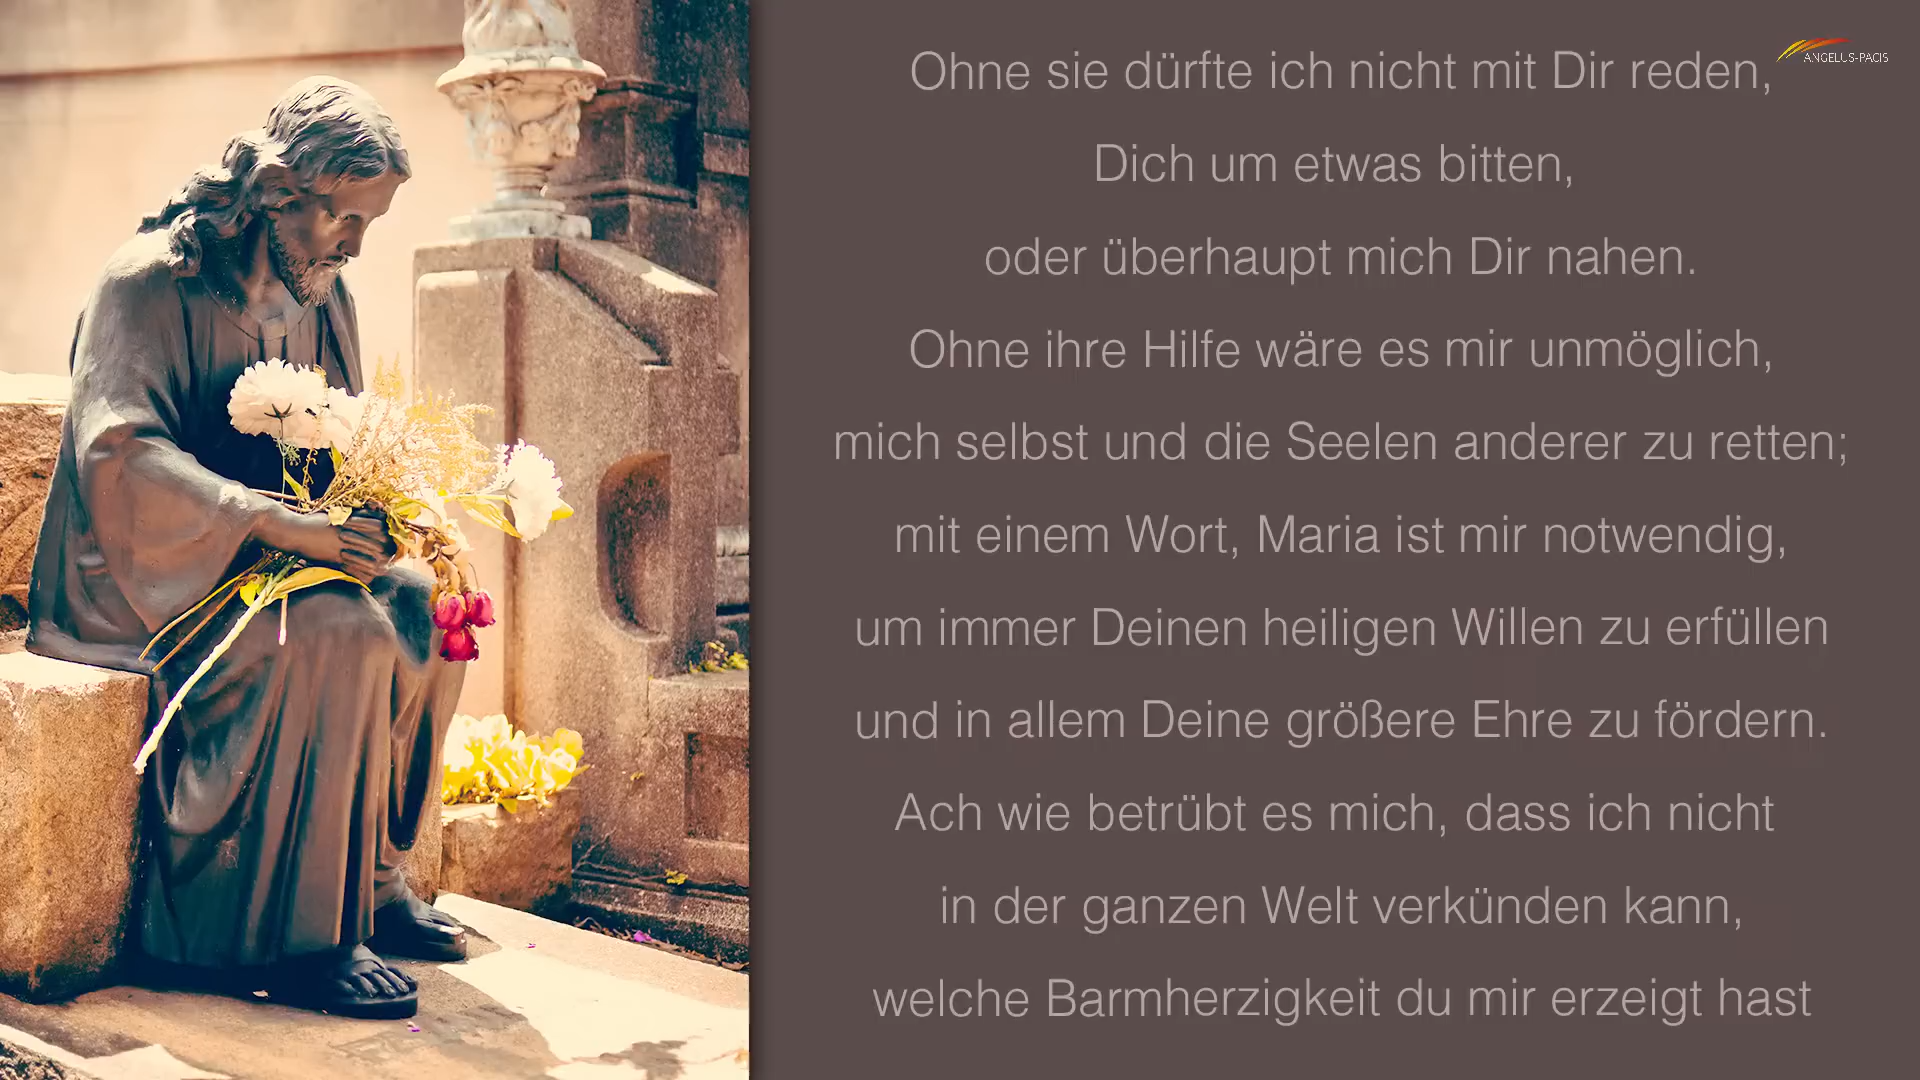 Ohne sie dürfte ich nicht mit Dir reden,
ANGELUS-PACIS
Dich um etwas bitten,
oder überhaupt mich Dir nahen.
Ohne ihre Hilfe wäre es mir unmöglich,
mich selbst und die Seelen anderer zu retten;
mit einem Wort, Maria ist mir notwendig,
um immer Deinen heiligen Willen zu erfüllen
und in allem Deine größere Ehre zu fördern.
Ach wie betrübt es mich, dass ich nicht
in der ganzen Welt verkünden kann,
welche Barmherzigkeit du mir erzeigt hast